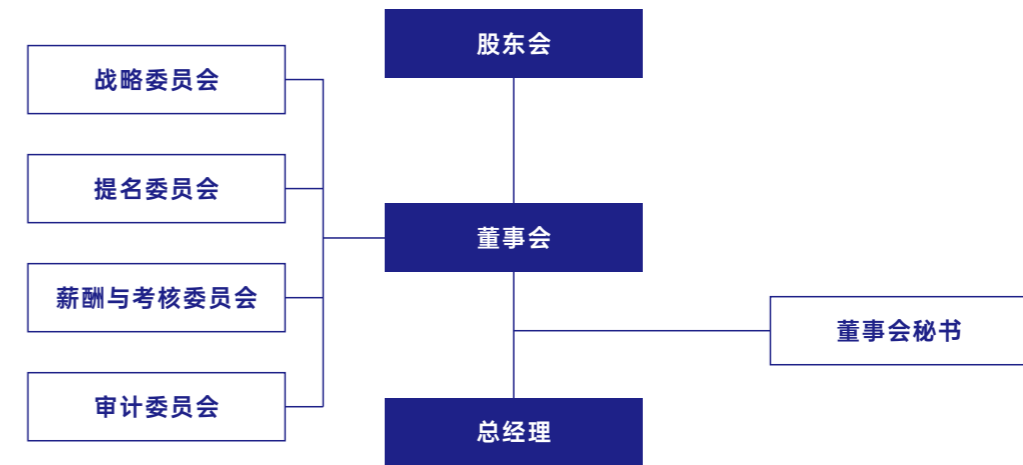 股东会
战略委员会
提名委员会
董事会
薪酬与考核委员会
董事会秘书
审计委员会
总经理